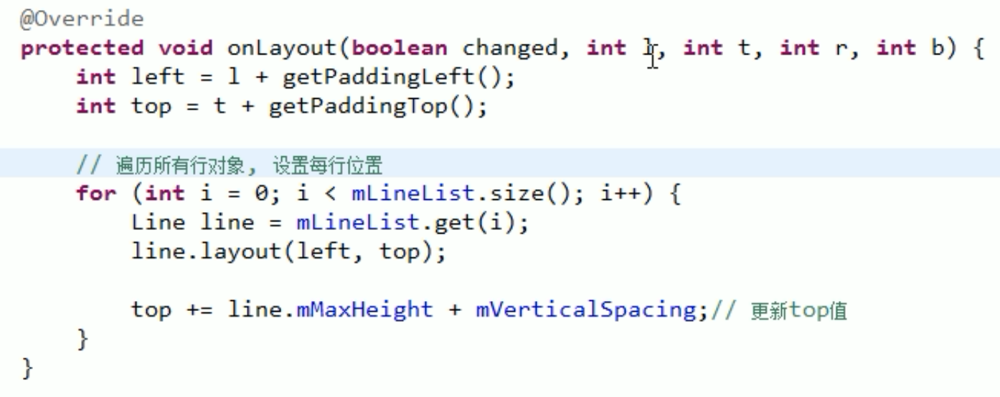 @Override
protected void onLayout(boolean changed, int l, int t, int r, int b) {
    int left = l + getPaddingLeft();
    int top = t + getPaddingTop();

    // 遍历所有行对象, 设置每行位置
    for (int i = 0; i < mLineList.size(); i++) {
        Line line = mLineList.get(i);
        line.layout(left, top);

        top += line.mMaxHeight + mVerticalSpacing;// 更新top值
    }
}